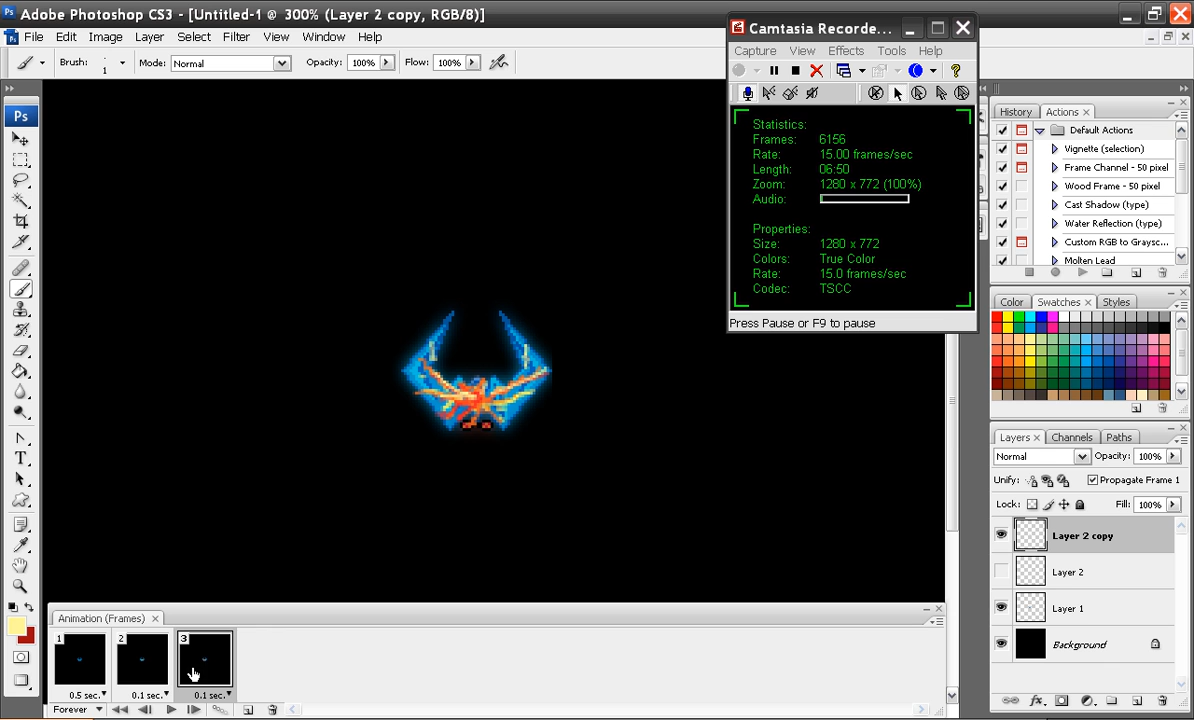 Adobe Photoshop CS3 - [Untitled-1 @ 300% (Layer 2 copy, RGB/8)]
File Edit Image Layer Select Filter View Window Help
Brush: 1 Mode: Normal Opacity: 100% Flow: 100%
Camtasia Recorde...
Capture View Effects Tools Help
Statistics:
Frames: 6156
Rate: 15.00 frames/sec
Length: 06:50
Zoom: 1280 x 772 (100%)
Audio:
Properties:
Size: 1280 x 772
Colors: True Color
Rate: 15.0 frames/sec
Codec: TSCC
Press Pause or F9 to pause
Ps
History Actions
Default Actions
Vignette (selection)
Frame Channel - 50 pixel
Wood Frame - 50 pixel
Cast Shadow (type)
Water Reflection (type)
Custom RGB to Graysc...
Molten Lead
Color Swatches Styles
Layers Channels Paths
Normal Opacity: 100%
Unify: Propagate Frame 1
Lock: Fill: 100%
Layer 2 copy
Layer 2
Layer 1
Background
Animation (Frames)
1 2 3
0.5 sec. 0.1 sec. 0.1 sec.
Forever